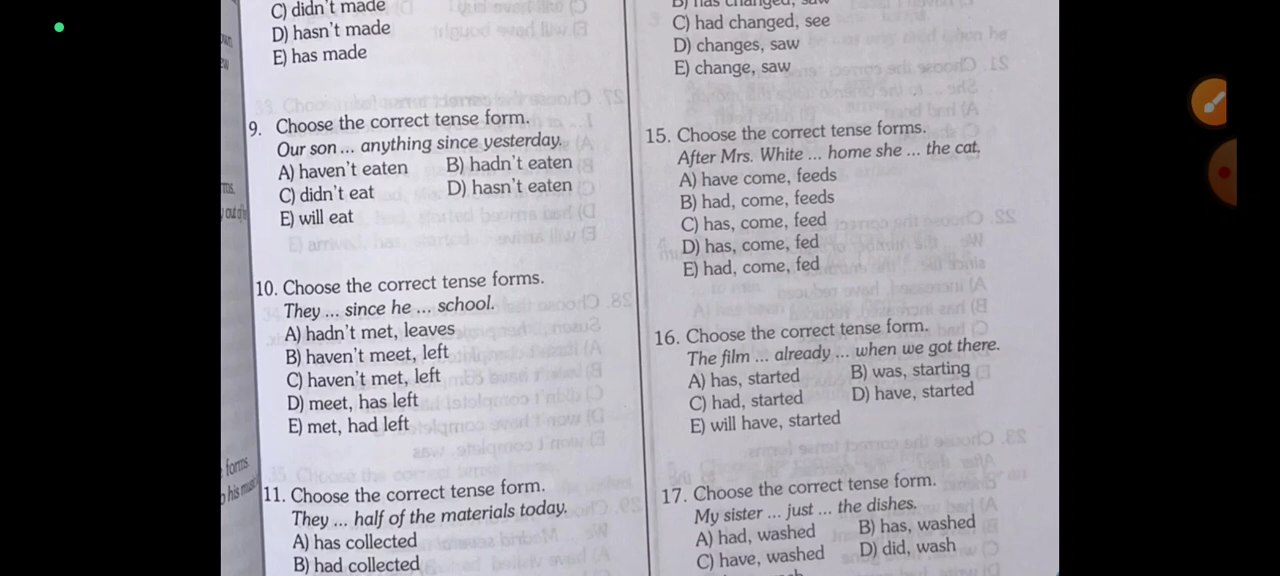 C) didn't made
D) hasn't made
E) has made
9. Choose the correct tense form.
Our son ... anything since yesterday.
A) haven't eaten B) hadn't eaten
C) didn't eat D) hasn't eaten
E) will eat
10. Choose the correct tense forms.
They ... since he ... school.
A) hadn't met, leaves
B) haven't meet, left
C) haven't met, left
D) meet, has left
E) met, had left
11. Choose the correct tense form.
They ... half of the materials today.
A) has collected
B) had collected
B) has changed, saw
C) had changed, see
D) changes, saw
E) change, saw
15. Choose the correct tense forms.
After Mrs. White ... home she ... the cat.
A) have come, feeds
B) had, come, feeds
C) has, come, feed
D) has, come, fed
E) had, come, fed
16. Choose the correct tense form.
The film ... already ... when we got there.
A) has, started B) was, starting
C) had, started D) have, started
E) will have, started
17. Choose the correct tense form.
My sister ... just ... the dishes.
A) had, washed B) has, washed
C) have, washed D) did, wash